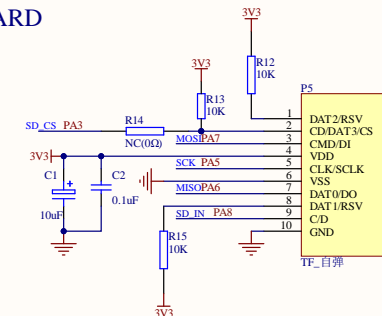 ARD
3V3
3V3
R12
10K
R13
10K
P5
R14
SD_CS PA3
NC(0Ω)
MOSI PA7
3V3
SCK PA5
MISO PA6
SD_IN PA8
C1
+
10uF
C2
0.1uF
R15
10K
3V3
1 DAT2/RSV
2 CD/DAT3/CS
3 CMD/DI
4 VDD
5 CLK/SCLK
6 VSS
7 DAT0/DO
8 DAT1/RSV
9 C/D
10 GND
TF_自弹